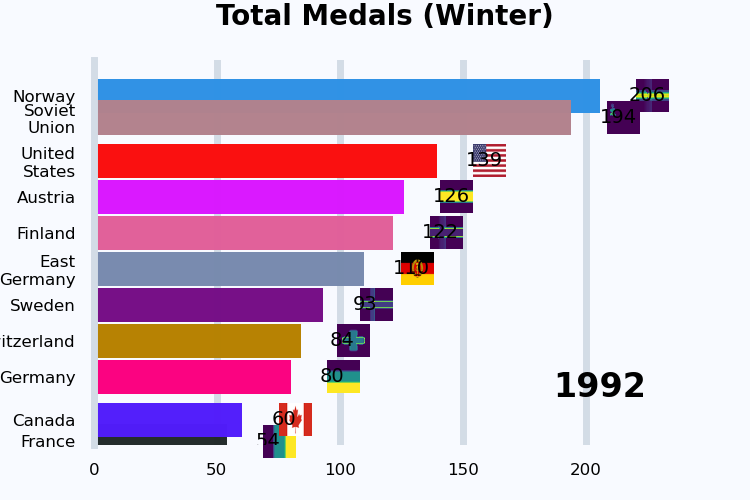 Total Medals (Winter)
Norway
206
Soviet
Union
194
United
States
139
Austria
126
Finland
122
East
Germany
110
Sweden
93
itzerland
84
Germany
80
1992
Canada
60
France
54
0 50 100 150 200